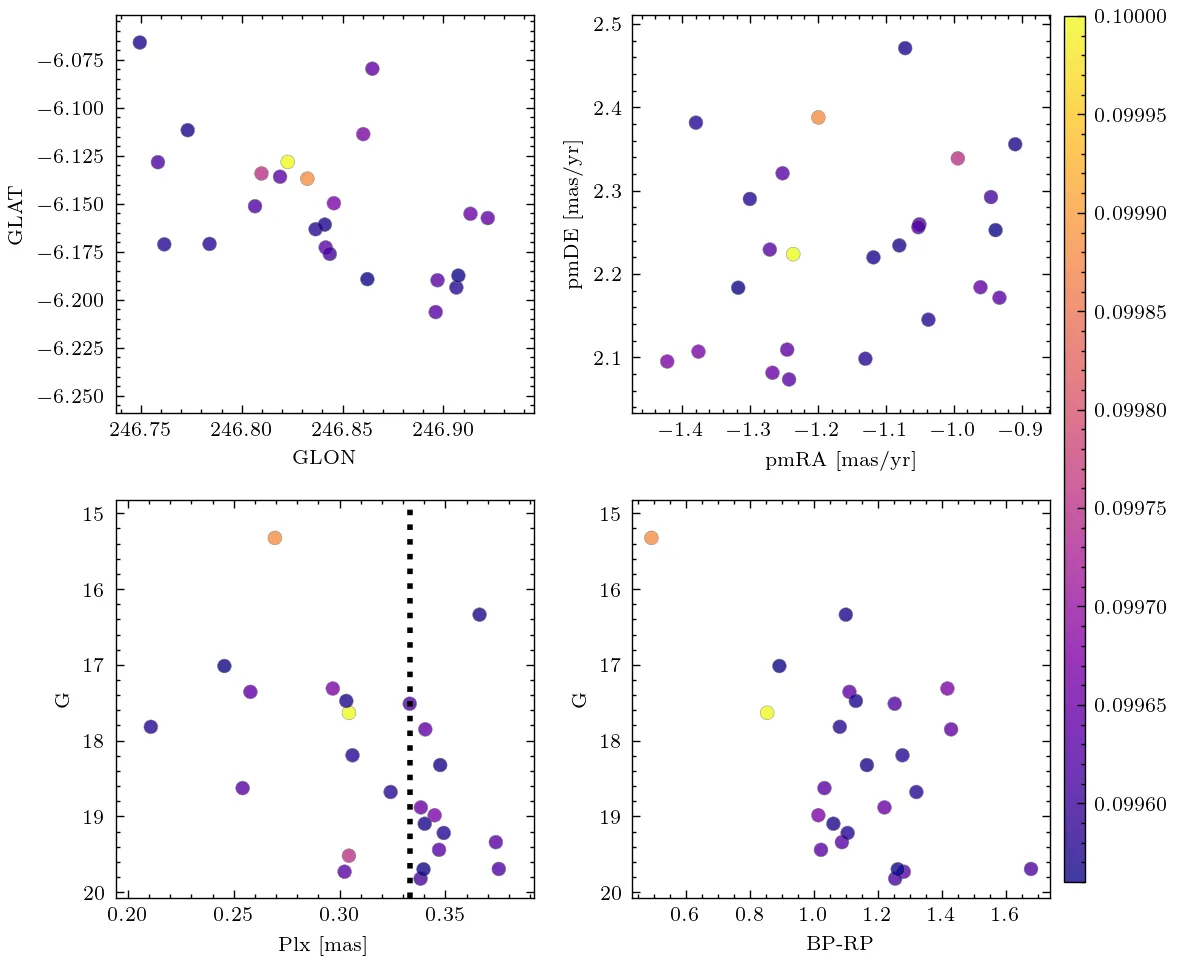 −6.075
−6.100
−6.125
−6.150
−6.175
−6.200
−6.225
−6.250
GLAT
246.75 246.80 246.85 246.90
GLON
2.5
2.4
2.3
2.2
2.1
pmDE [mas/yr]
−1.4 −1.3 −1.2 −1.1 −1.0 −0.9
pmRA [mas/yr]
15
16
17
18
19
20
G
0.20 0.25 0.30 0.35
Plx [mas]
15
16
17
18
19
20
G
0.6 0.8 1.0 1.2 1.4 1.6
BP-RP
0.10000
0.09995
0.09990
0.09985
0.09980
0.09975
0.09970
0.09965
0.09960